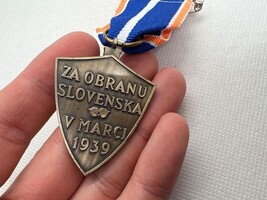 ZA OBRANU
SLOVENSKA
V MARCI
1939